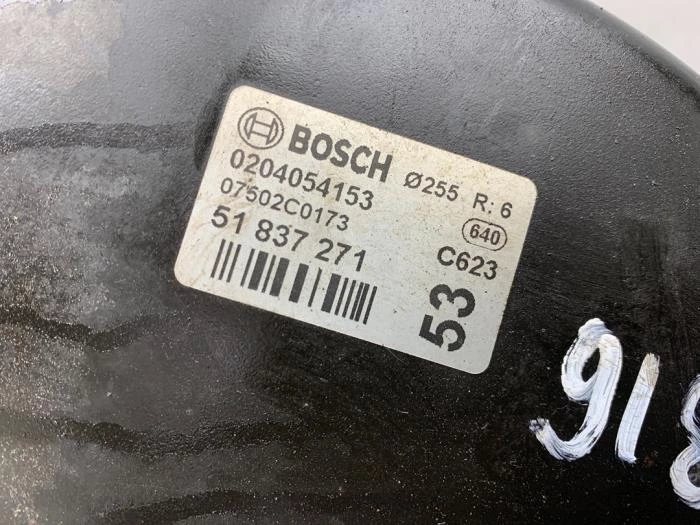 BOSCH Ø255 R: 6
0204054153
07502C0173 640
51 837 271 C623
53
918